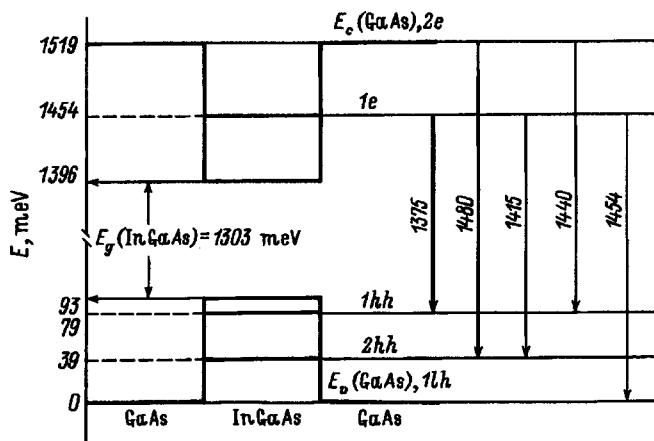 E_c (GaAs), 2e
1519
1454
1e
1396
E, meV
E_g (InGaAs) = 1303 meV
1375
1480
1415
1440
1454
93
1hh
79
2hh
39
E_υ (GaAs), 1lh
0
GaAs
InGaAs
GaAs